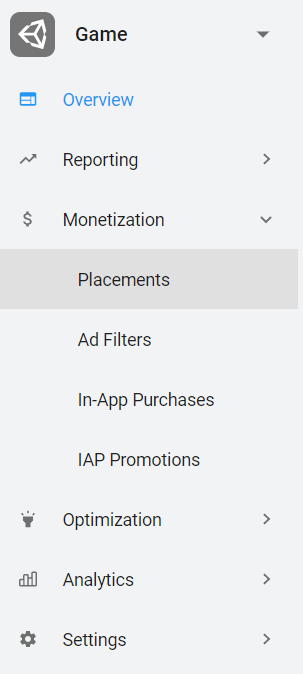 Game
Overview
Reporting
Monetization
Placements
Ad Filters
In-App Purchases
IAP Promotions
Optimization
Analytics
Settings